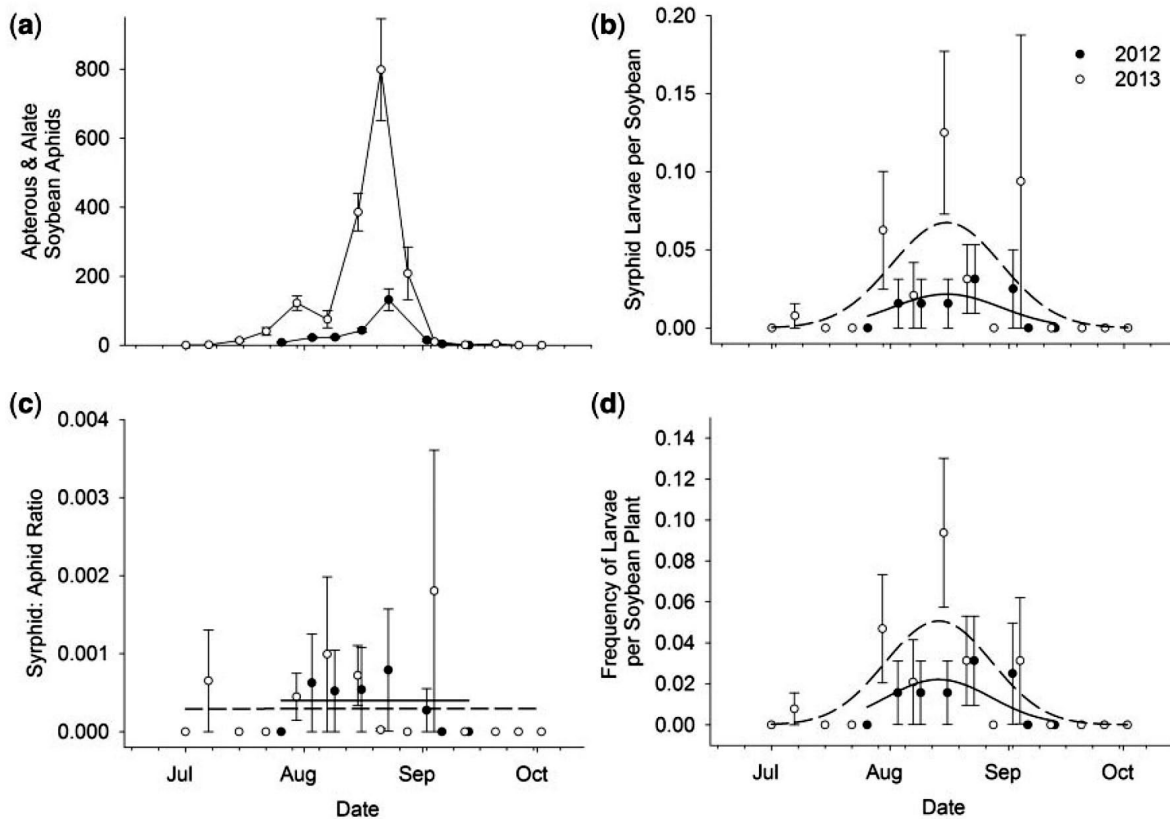 (a)
Apterous & Alate
Soybean Aphids
800
600
400
200
0
(b)
Syrphid Larvae per Soybean
0.20
0.15
0.10
0.05
0.00
2012
2013
(c)
Syrphid: Aphid Ratio
0.004
0.003
0.002
0.001
0.000
Jul
Aug
Sep
Oct
Date
(d)
Frequency of Larvae
per Soybean Plant
0.14
0.12
0.10
0.08
0.06
0.04
0.02
0.00
Jul
Aug
Sep
Oct
Date